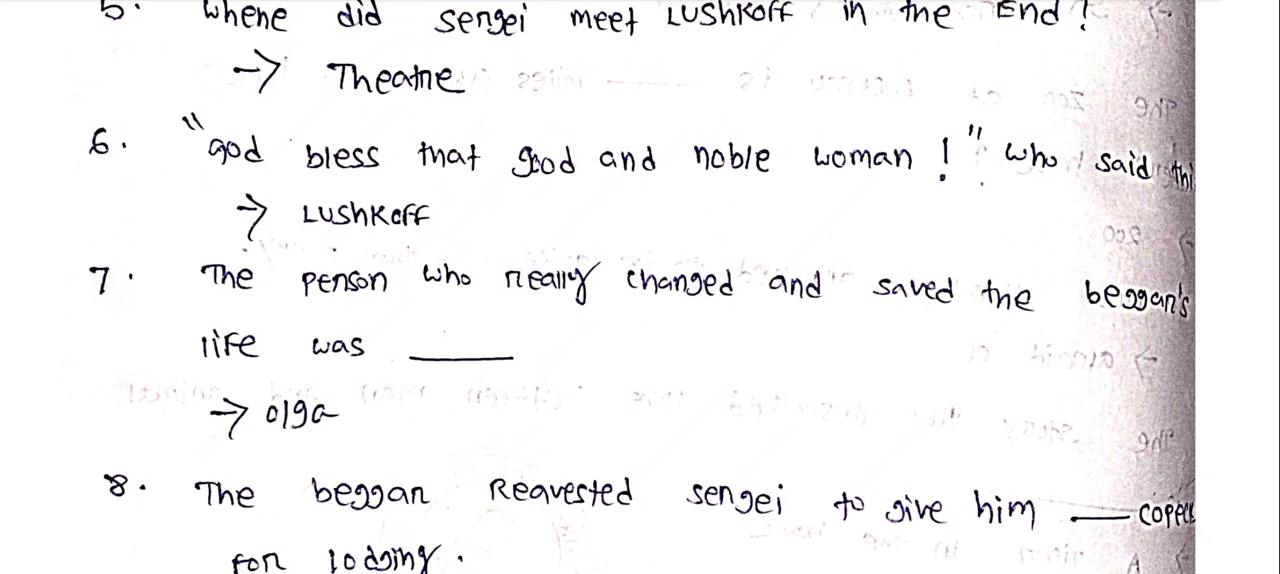 5. Where did sergei meet LUSHKOFF in the End?
→ Theatre
6. "god bless that good and noble woman!" who said thi
→ LUSHKOFF
7. The person who really changed and saved the beggar's
life was ____
→ olga
8. The beggar Requested sergei to give him ___ copeck
for lodging.